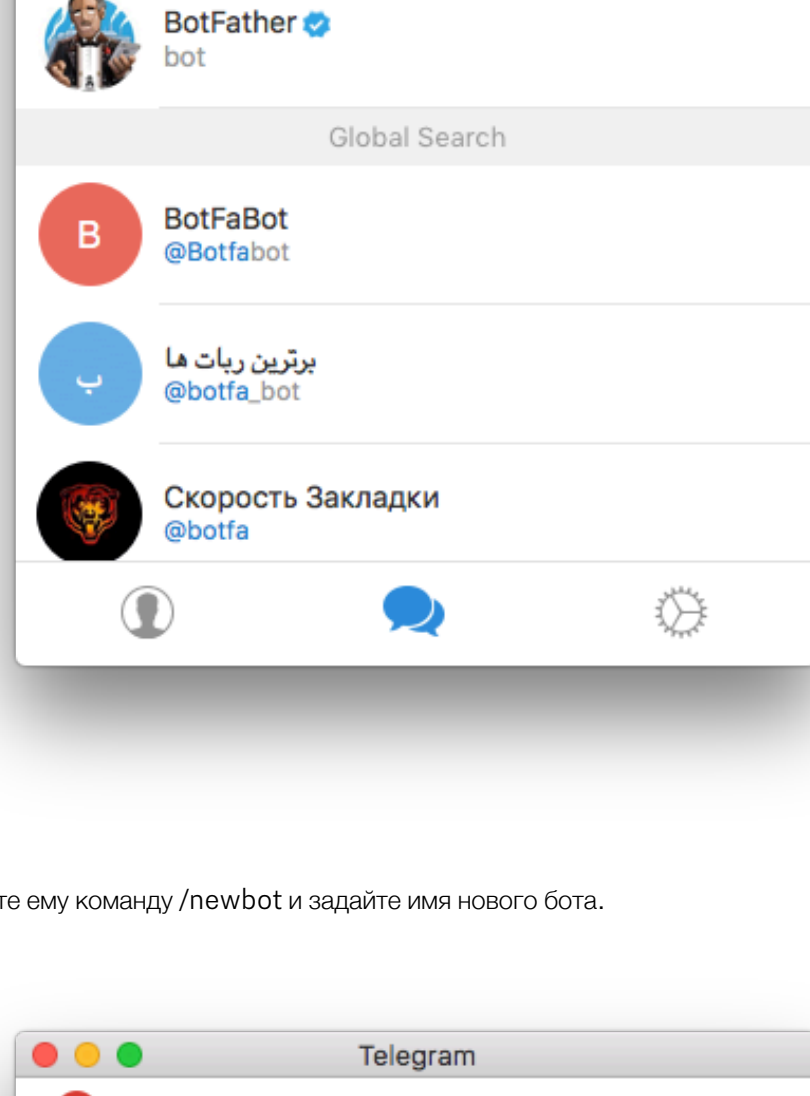 BotFather
bot
Global Search
B
BotFaBot
@Botfabot
ب
برترین ربات ها
@botfa_bot
Скорость Закладки
@botfa
те ему команду /newbot и задайте имя нового бота.
Telegram